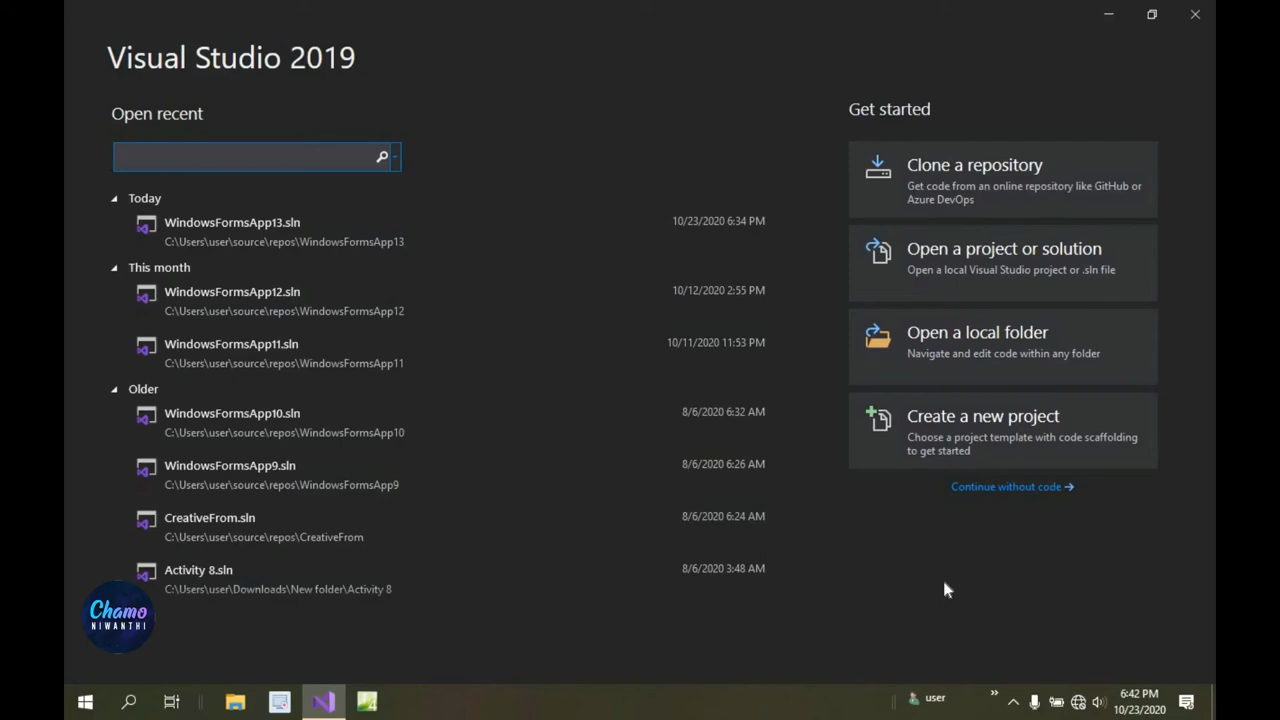 Visual Studio 2019
Open recent
Today
WindowsFormsApp13.sln 10/23/2020 6:34 PM
C:\Users\user\source\repos\WindowsFormsApp13
This month
WindowsFormsApp12.sln 10/12/2020 2:55 PM
C:\Users\user\source\repos\WindowsFormsApp12
WindowsFormsApp11.sln 10/11/2020 11:53 PM
C:\Users\user\source\repos\WindowsFormsApp11
Older
WindowsFormsApp10.sln 8/6/2020 6:32 AM
C:\Users\user\source\repos\WindowsFormsApp10
WindowsFormsApp9.sln 8/6/2020 6:26 AM
C:\Users\user\source\repos\WindowsFormsApp9
CreativeFrom.sln 8/6/2020 6:24 AM
C:\Users\user\source\repos\CreativeFrom
Activity 8.sln 8/6/2020 3:48 AM
C:\Users\user\Downloads\New folder\Activity 8
Get started
Clone a repository
Get code from an online repository like GitHub or
Azure DevOps
Open a project or solution
Open a local Visual Studio project or .sln file
Open a local folder
Navigate and edit code within any folder
Create a new project
Choose a project template with code scaffolding
to get started
Continue without code →
Chamo
NIWANTHI
user
6:42 PM
10/23/2020